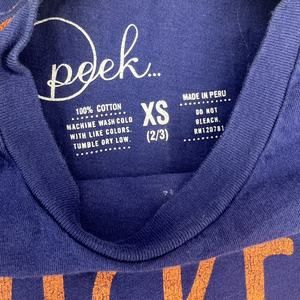 peek...
100% COTTON
MACHINE WASH COLD
WITH LIKE COLORS.
TUMBLE DRY LOW.
XS
(2/3)
MADE IN PERU
DO NOT
BLEACH.
RN120781